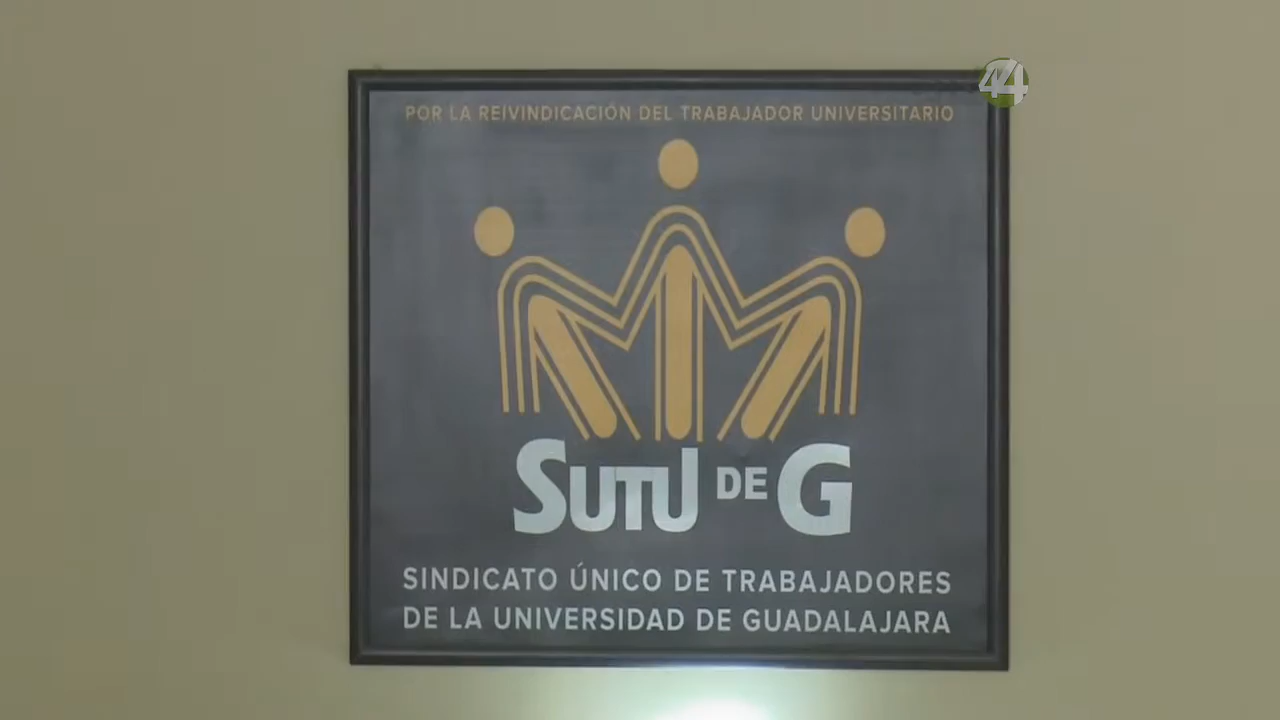 POR LA REIVINDICACIÓN DEL TRABAJADOR UNIVERSITARIO
44
SUTU DE G
SINDICATO ÚNICO DE TRABAJADORES
DE LA UNIVERSIDAD DE GUADALAJARA